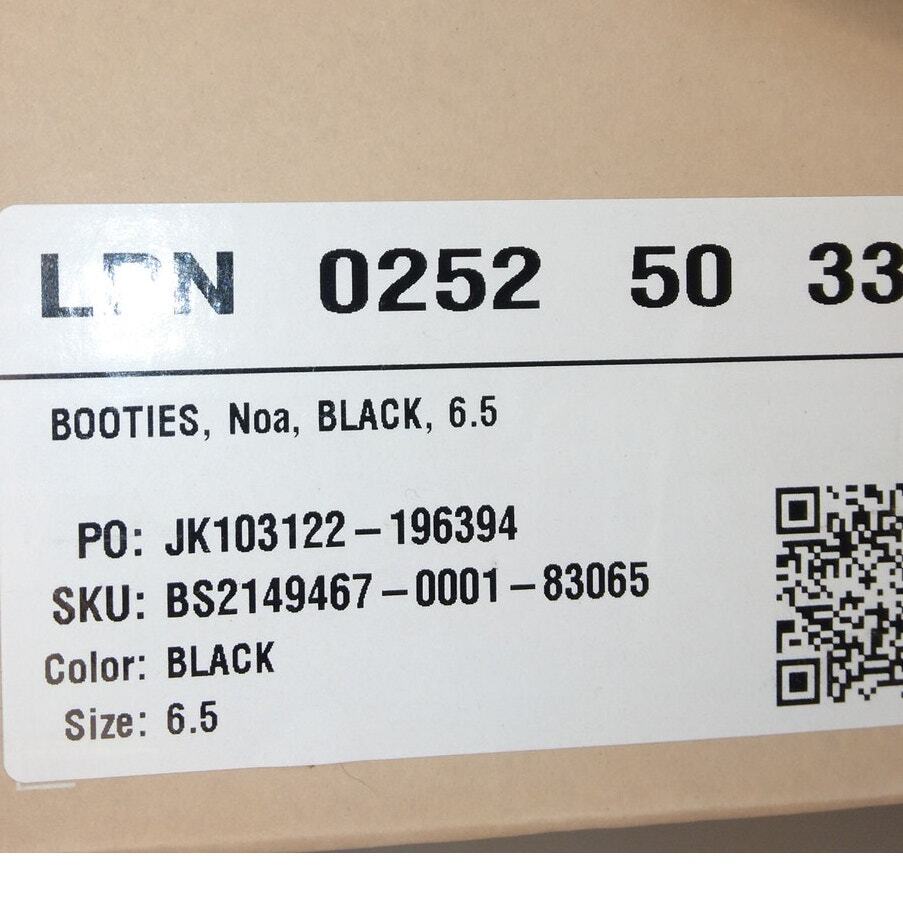 LPN 0252 50 33
BOOTIES, Noa, BLACK, 6.5
PO: JK103122-196394
SKU: BS2149467-0001-83065
Color: BLACK
Size: 6.5